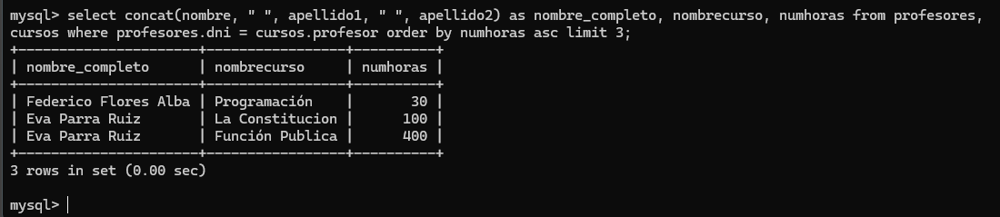 mysql> select concat(nombre, " ", apellido1, " ", apellido2) as nombre_completo, nombrecurso, numhoras from profesores,
cursos where profesores.dni = cursos.profesor order by numhoras asc limit 3;
+----------------------+----------------+----------+
| nombre_completo      | nombrecurso    | numhoras |
+----------------------+----------------+----------+
| Federico Flores Alba | Programación   |       30 |
| Eva Parra Ruiz       | La Constitucion |      100 |
| Eva Parra Ruiz       | Función Publica |      400 |
+----------------------+----------------+----------+
3 rows in set (0.00 sec)
mysql>